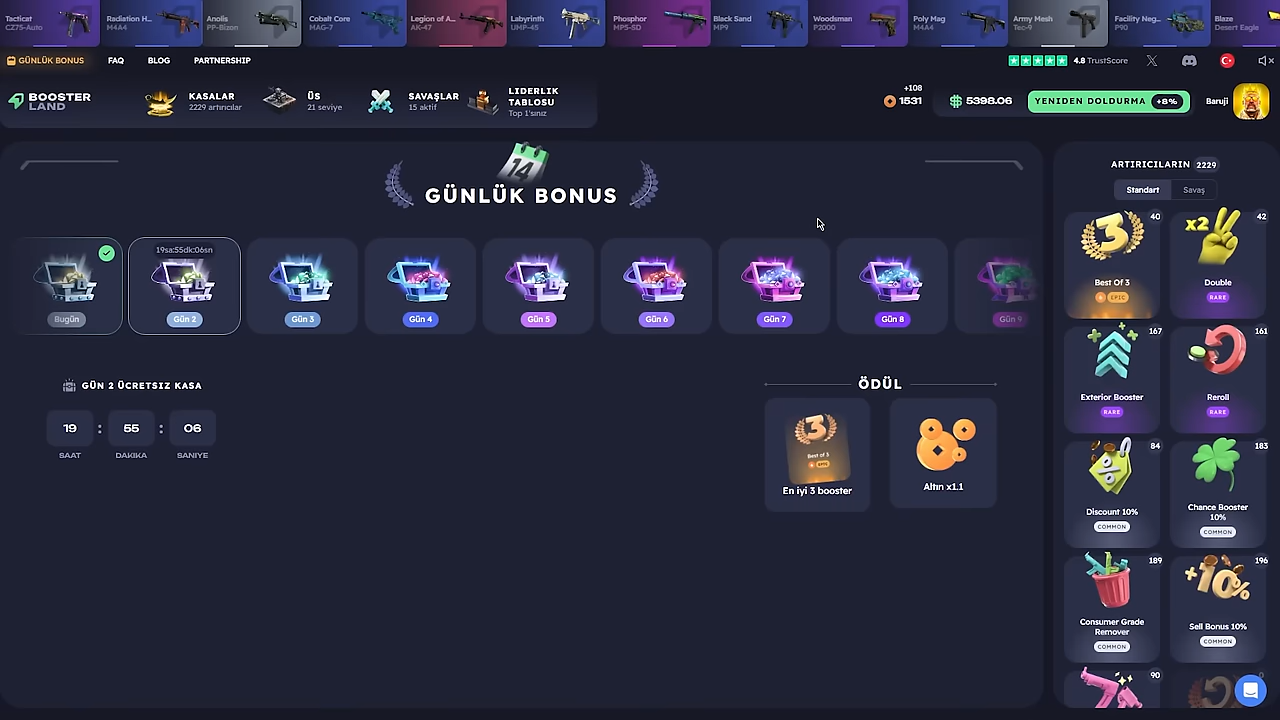 Tacticat
CZ75-Auto
Radiation H...
M4A4
Anolis
PP-Bizon
Cobalt Core
MAG-7
Legion of A...
AK-47
Labyrinth
UMP-45
Phosphor
MP5-SD
Black Sand
MP9
Woodsman
P2000
Poly Mag
M4A4
Army Mesh
Tec-9
Facility Neg...
P90
Blaze
Desert Eagle
GÜNLÜK BONUS
FAQ
BLOG
PARTNERSHIP
4.8 TrustScore
BOOSTER
LAND
KASALAR
2229 artırıcılar
ÜS
21 seviye
SAVAŞLAR
15 aktif
LIDERLIK
TABLOSU
Top 1'sınız
+108
1531
5398.06
YENIDEN DOLDURMA +8%
Baruji
14
GÜNLÜK BONUS
19sa:55dk:06sn
Bugün
Gün 2
Gün 3
Gün 4
Gün 5
Gün 6
Gün 7
Gün 8
Gün 9
GÜN 2 ÜCRETSIZ KASA
19 : 55 : 06
SAAT
DAKIKA
SANIYE
ÖDÜL
3
Best of 3
EPIC
En iyi 3 booster
Altın x1.1
ARTIRICILARIN 2229
Standart
Savaş
40
3
Best Of 3
EPIC
42
x2
Double
RARE
167
Exterior Booster
RARE
161
Reroll
RARE
84
%
Discount 10%
COMMON
183
Chance Booster
10%
COMMON
189
Consumer Grade
Remover
COMMON
196
+10%
Sell Bonus 10%
COMMON
90